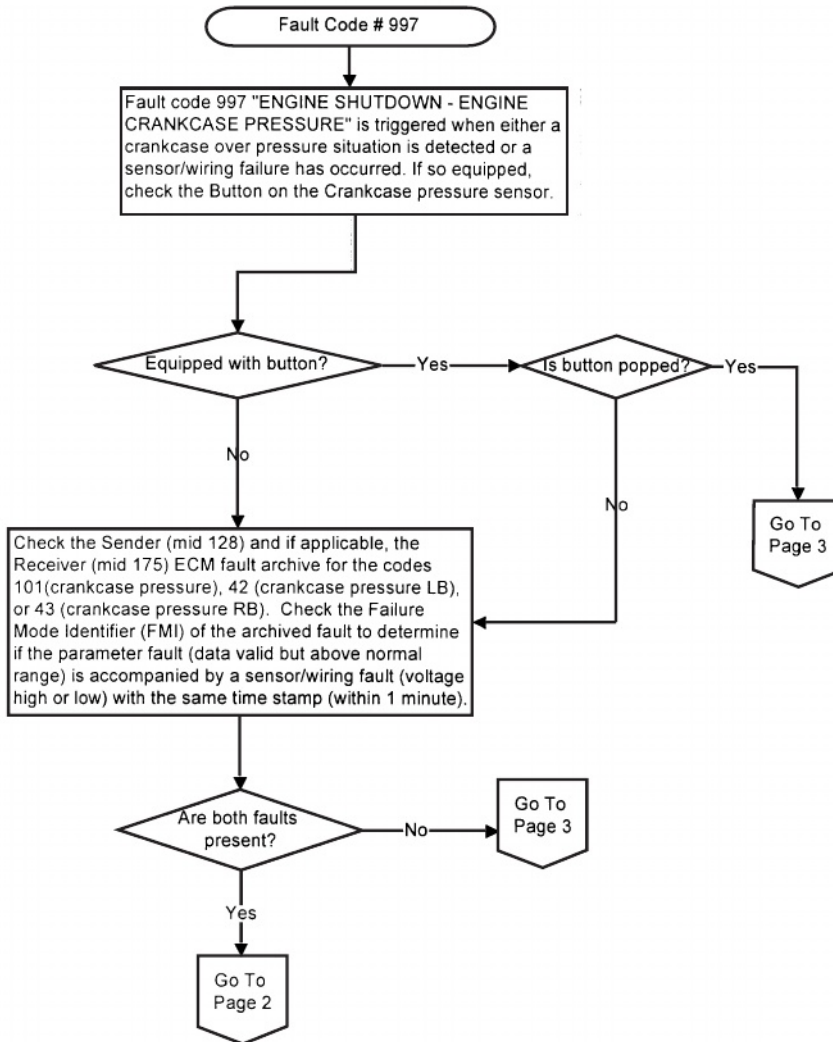 Fault Code # 997
Fault code 997 "ENGINE SHUTDOWN - ENGINE
CRANKCASE PRESSURE" is triggered when either a
crankcase over pressure situation is detected or a
sensor/wiring failure has occurred. If so equipped,
check the Button on the Crankcase pressure sensor.
Equipped with button?
Yes
Is button popped?
Yes
No
No
Go To
Page 3
Check the Sender (mid 128) and if applicable, the
Receiver (mid 175) ECM fault archive for the codes
101(crankcase pressure), 42 (crankcase pressure LB),
or 43 (crankcase pressure RB).  Check the Failure
Mode Identifier (FMI) of the archived fault to determine
if the parameter fault (data valid but above normal
range) is accompanied by a sensor/wiring fault (voltage
high or low) with the same time stamp (within 1 minute).
Are both faults
present?
No
Go To
Page 3
Yes
Go To
Page 2